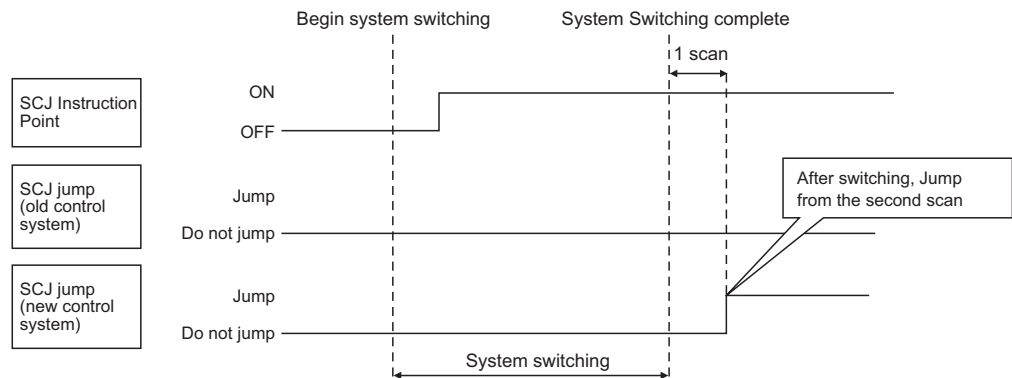 Begin system switching
System Switching complete
1 scan
SCJ Instruction
Point
ON
OFF
SCJ jump
(old control
system)
Jump
Do not jump
After switching, Jump
from the second scan
SCJ jump
(new control
system)
Jump
Do not jump
System switching